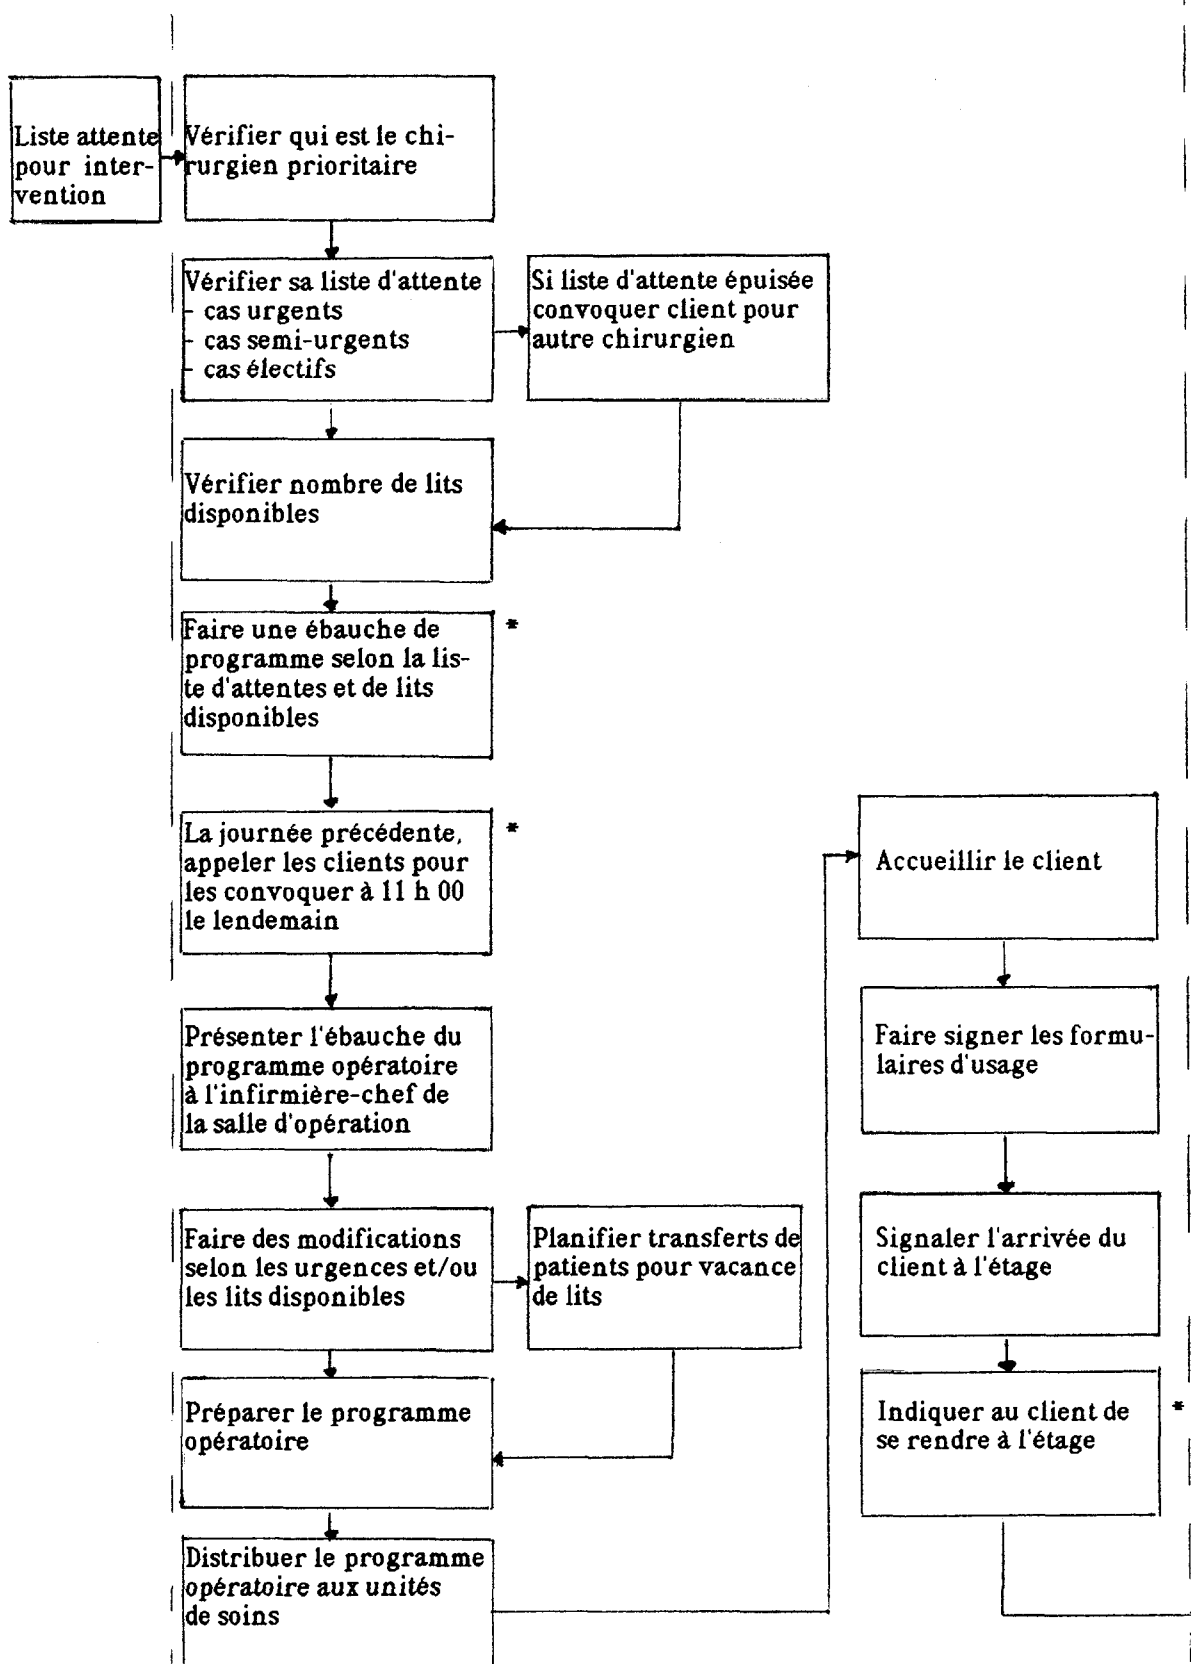 Liste attente
pour inter-
vention
Vérifier qui est le chi-
rurgien prioritaire
Vérifier sa liste d'attente
- cas urgents
- cas semi-urgents
- cas électifs
Si liste d'attente épuisée
convoquer client pour
autre chirurgien
Vérifier nombre de lits
disponibles
Faire une ébauche de
programme selon la lis-
te d'attentes et de lits
disponibles
*
La journée précédente,
appeler les clients pour
les convoquer à 11 h 00
le lendemain
*
Présenter l'ébauche du
programme opératoire
à l'infirmière-chef de
la salle d'opération
Faire des modifications
selon les urgences et/ou
les lits disponibles
Planifier transferts de
patients pour vacance
de lits
Préparer le programme
opératoire
Distribuer le programme
opératoire aux unités
de soins
Accueillir le client
Faire signer les formu-
laires d'usage
Signaler l'arrivée du
client à l'étage
Indiquer au client de
se rendre à l'étage
*